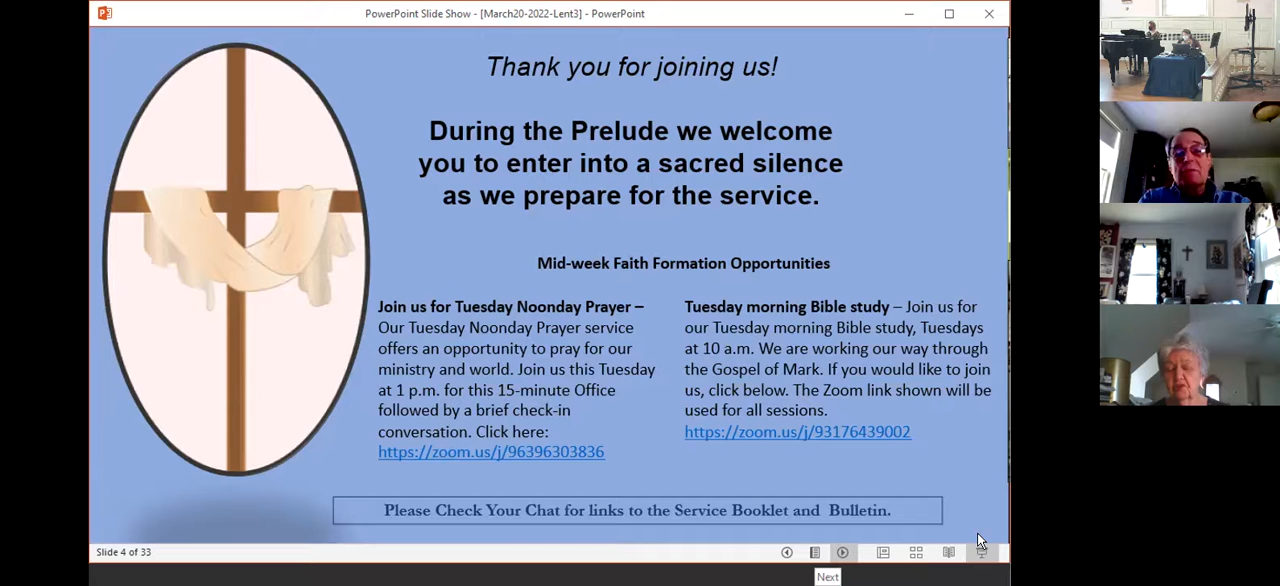 PowerPoint Slide Show - [March20-2022-Lent3] - PowerPoint
Thank you for joining us!
During the Prelude we welcome
you to enter into a sacred silence
as we prepare for the service.
Mid-week Faith Formation Opportunities
Join us for Tuesday Noonday Prayer –
Our Tuesday Noonday Prayer service
offers an opportunity to pray for our
ministry and world. Join us this Tuesday
at 1 p.m. for this 15-minute Office
followed by a brief check-in
conversation. Click here:
https://zoom.us/j/96396303836
Tuesday morning Bible study – Join us for
our Tuesday morning Bible study, Tuesdays
at 10 a.m. We are working our way through
the Gospel of Mark. If you would like to join
us, click below. The Zoom link shown will be
used for all sessions.
https://zoom.us/j/93176439002
Please Check Your Chat for links to the Service Booklet and Bulletin.
Slide 4 of 33
Next